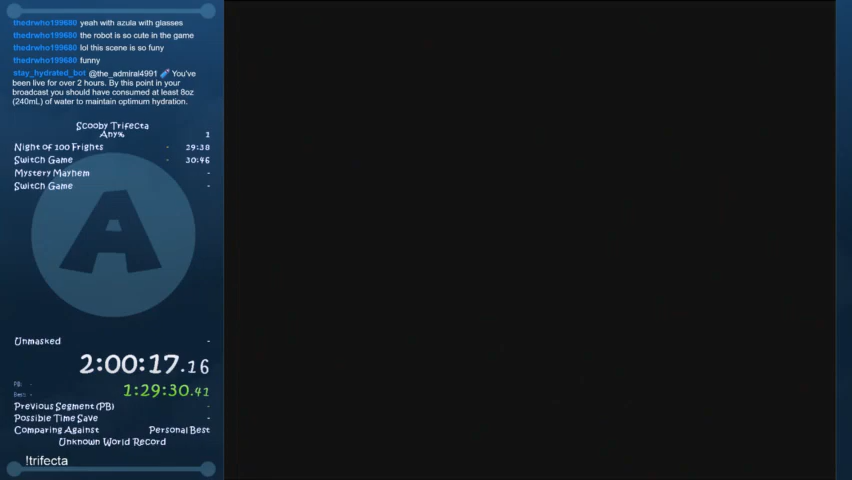 thedrwho199680 yeah with azula with glasses
thedrwho199680 the robot is so cute in the game
thedrwho199680 lol this scene is so funy
thedrwho199680 funny
stay_hydrated_bot @the_admiral4991 You've
been live for over 2 hours. By this point in your
broadcast you should have consumed at least 8oz
(240mL) of water to maintain optimum hydration.
Scooby Trifecta
Any% 1
Night of 100 Frights - 29:38
Switch Game - 30:46
Mystery Mayhem -
Switch Game -
A
Unmasked -
2:00:17.16
PB: -
Best: -
1:29:30.41
Previous Segment (PB) -
Possible Time Save -
Comparing Against Personal Best
Unknown World Record
!trifecta